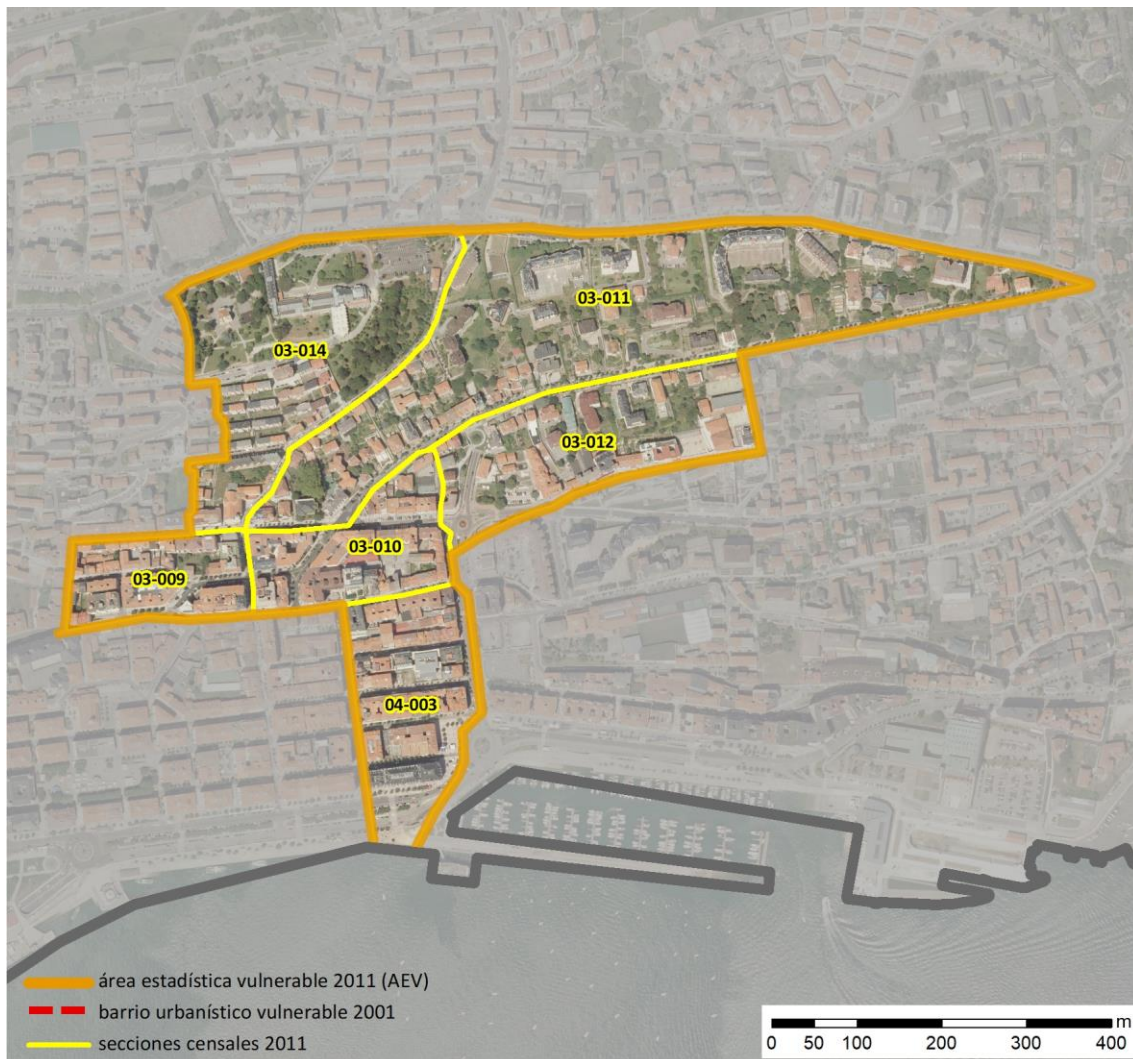 03-011
03-014
03-012
03-010
03-009
04-003
área estadística vulnerable 2011 (AEV)
barrio urbanístico vulnerable 2001
secciones censales 2011
m
0 50 100 200 300 400